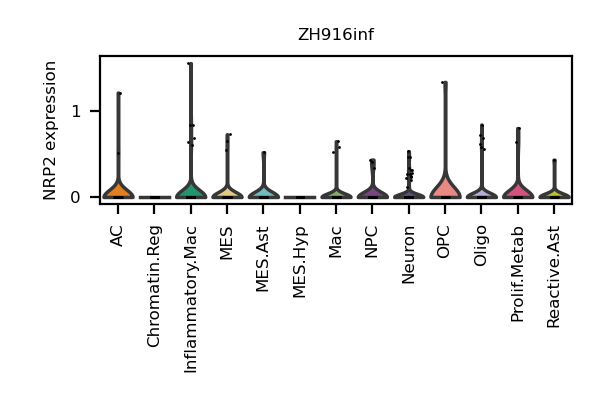 ZH916inf
NRP2 expression
1
0
AC
Chromatin.Reg
Inflammatory.Mac
MES
MES.Ast
MES.Hyp
Mac
NPC
Neuron
OPC
Oligo
Prolif.Metab
Reactive.Ast